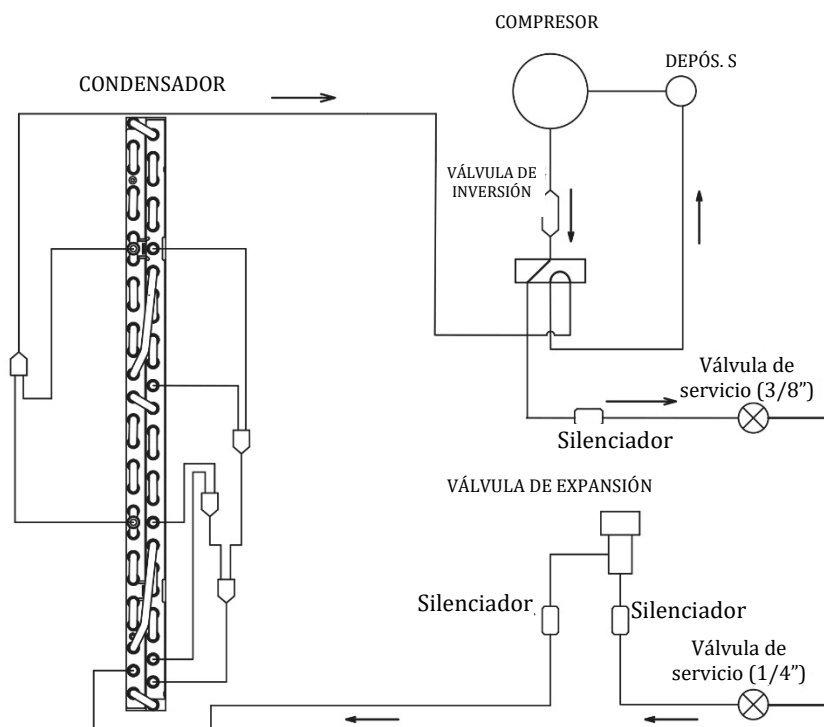 COMPRESOR
DEPÓS. S
CONDENSADOR
VÁLVULA DE
INVERSIÓN
Válvula de
servicio (3/8”)
Silenciador
VÁLVULA DE EXPANSIÓN
Silenciador
Silenciador
Válvula de
servicio (1/4”)